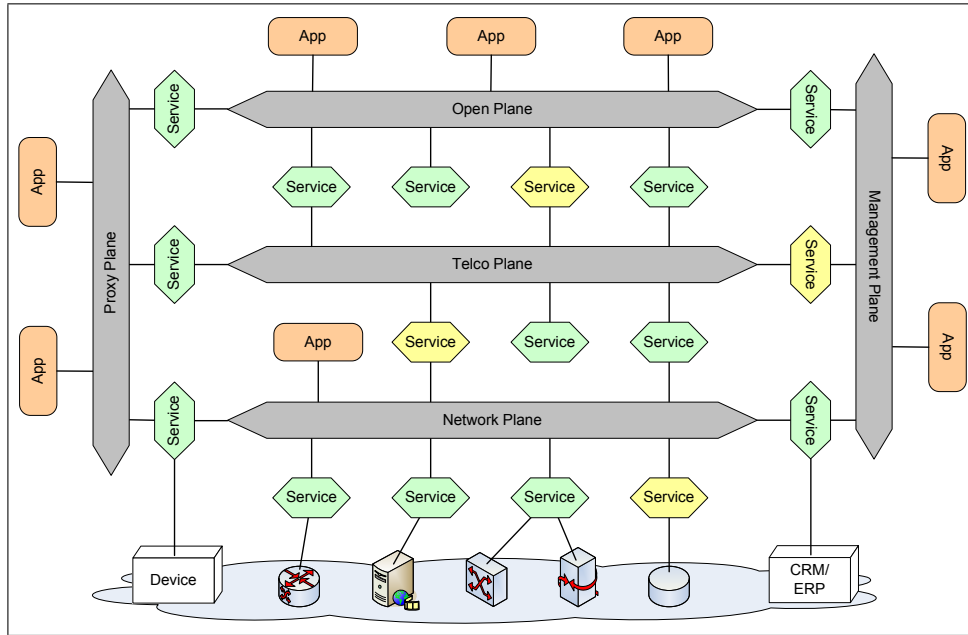 App
App
App
Service
Open Plane
Service
App
App
Service
Service
Service
Service
Proxy Plane
Management Plane
Service
Telco Plane
Service
App
App
App
Service
Service
Service
Service
Network Plane
Service
Service
Service
Service
Service
Device
CRM/
ERP